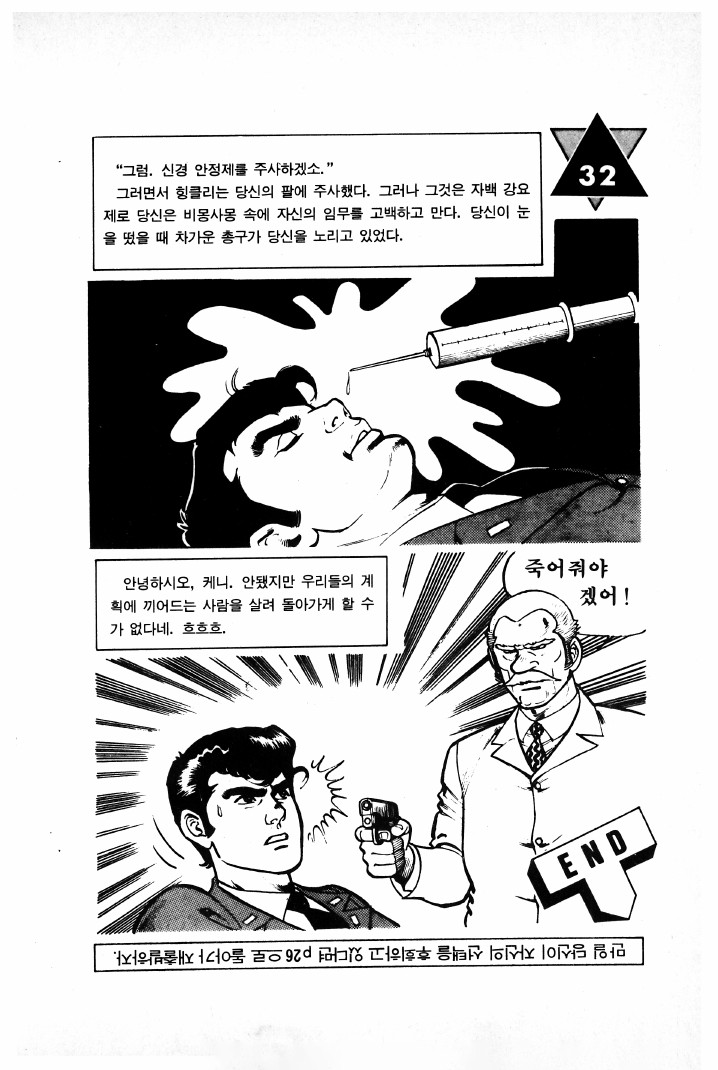 32
“그럼. 신경 안정제를 주사하겠소.”
그러면서 힝클리는 당신의 팔에 주사했다. 그러나 그것은 자백 강요
제로 당신은 비몽사몽 속에 자신의 임무를 고백하고 만다. 당신이 눈
을 떴을 때 차가운 총구가 당신을 노리고 있었다.
안녕하시오, 케니. 안됐지만 우리들의 계
획에 끼어드는 사람을 살려 돌아가게 할 수
가 없다네. 흐흐흐.
죽어줘야
겠어!
END
만일 당신이 자신의 선택을 후회하고 있다면 p26으로 돌아가 재출발하자.